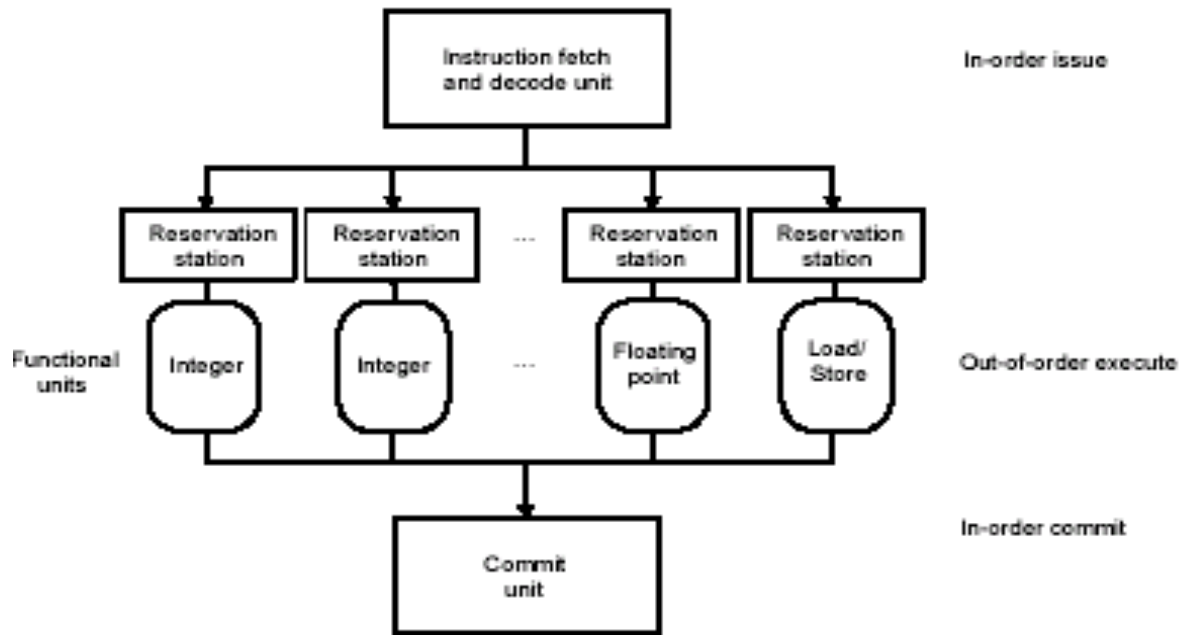 Instruction fetch
and decode unit
In-order issue
Reservation
station
Reservation
station
...
Reservation
station
Reservation
station
Functional
units
Integer
Integer
...
Floating
point
Load/
Store
Out-of-order execute
In-order commit
Commit
unit